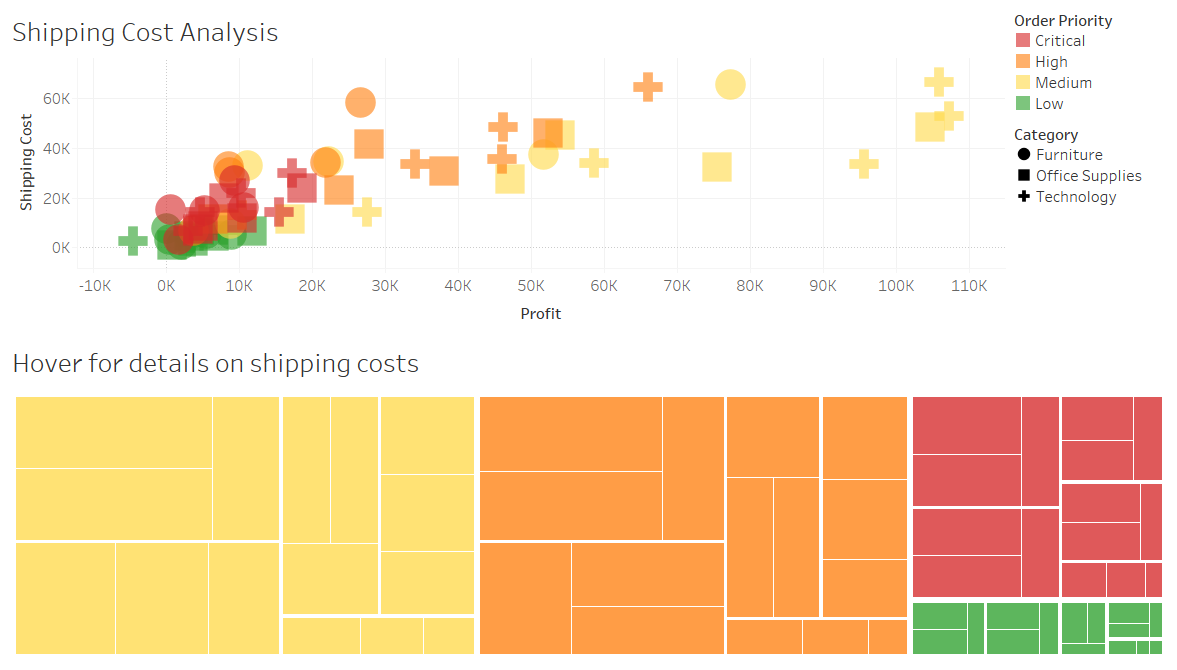 Shipping Cost Analysis
Order Priority
Critical
High
Medium
Low
Category
Furniture
Office Supplies
Technology
Shipping Cost
60K
40K
20K
0K
-10K 0K 10K 20K 30K 40K 50K 60K 70K 80K 90K 100K 110K
Profit
Hover for details on shipping costs